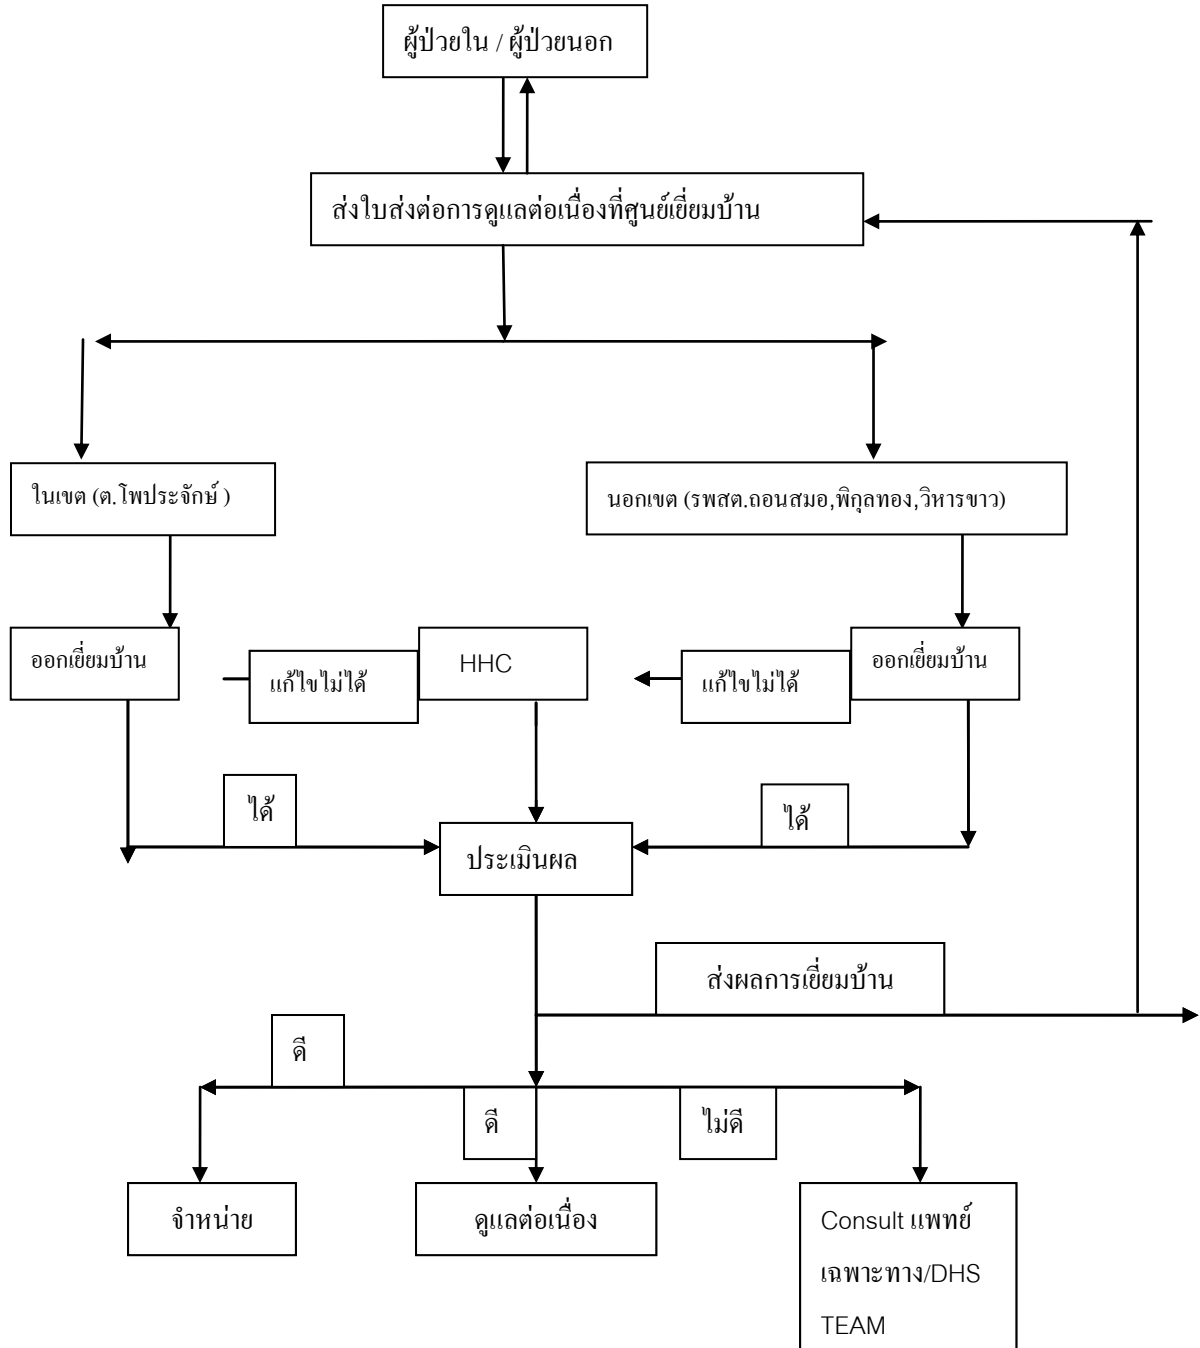 ผู้ป่วยใน / ผู้ป่วยนอก
ส่งใบส่งต่อการดูแลต่อเนื่องที่ศูนย์เยี่ยมบ้าน
ในเขต (ต.โพประจักษ์ )
นอกเขต (รพสต.ถอนสมอ,พิกุลทอง,วิหารขาว)
ออกเยี่ยมบ้าน
แก้ไขไม่ได้
HHC
แก้ไขไม่ได้
ออกเยี่ยมบ้าน
ได้
ได้
ประเมินผล
ส่งผลการเยี่ยมบ้าน
ดี
ดี
ไม่ดี
จำหน่าย
ดูแลต่อเนื่อง
Consult แพทย์
เฉพาะทาง/DHS
TEAM